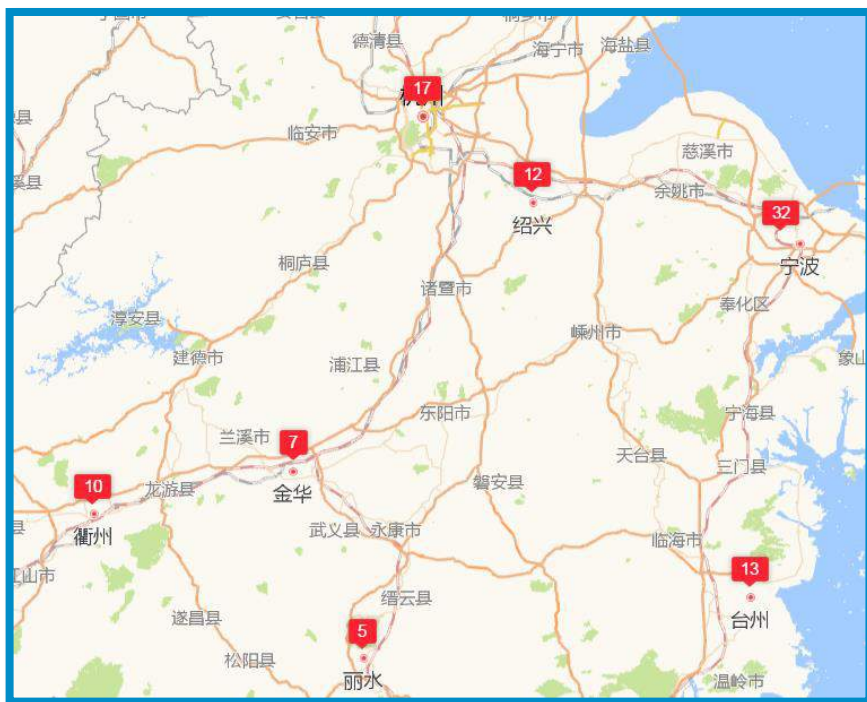 德清县
海宁市
海盐县
17
临安市
慈溪市
12
余姚市
绍兴
32
宁波
桐庐县
诸暨市
奉化区
淳安县
嵊州市
建德市
浦江县
象山
东阳市
宁海县
兰溪市
7
天台县
三门县
金华
磐安县
10
龙游县
衢州
武义县
永康市
临海市
江山市
13
缙云县
台州
遂昌县
5
松阳县
丽水
温岭市